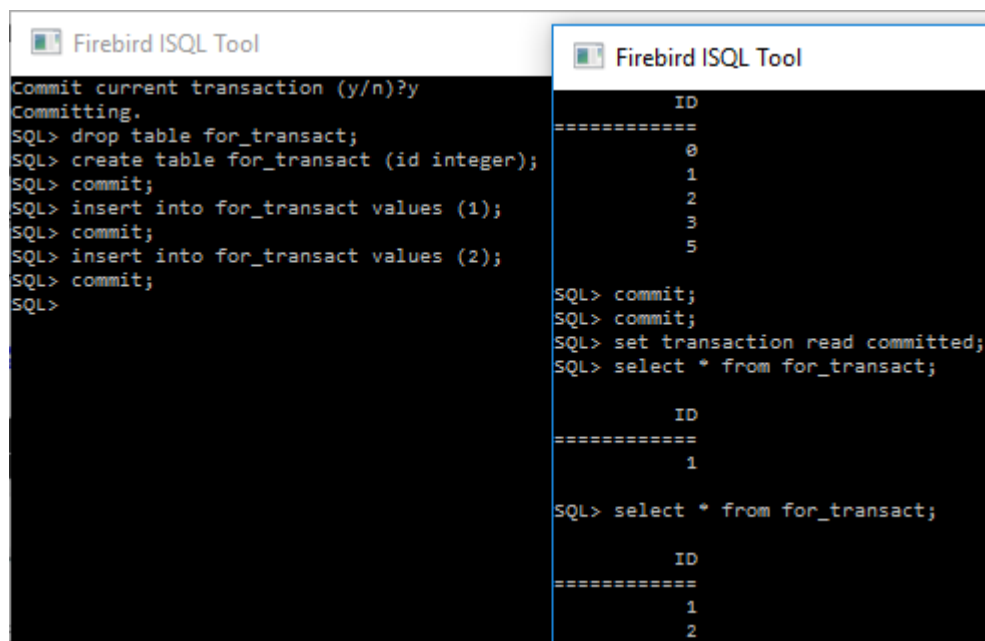 Firebird ISQL Tool
Commit current transaction (y/n)?y
Committing.
SQL> drop table for_transact;
SQL> create table for_transact (id integer);
SQL> commit;
SQL> insert into for_transact values (1);
SQL> commit;
SQL> insert into for_transact values (2);
SQL> commit;
SQL>
Firebird ISQL Tool
ID
============
0
1
2
3
5
SQL> commit;
SQL> commit;
SQL> set transaction read committed;
SQL> select * from for_transact;
ID
============
1
SQL> select * from for_transact;
ID
============
1
2